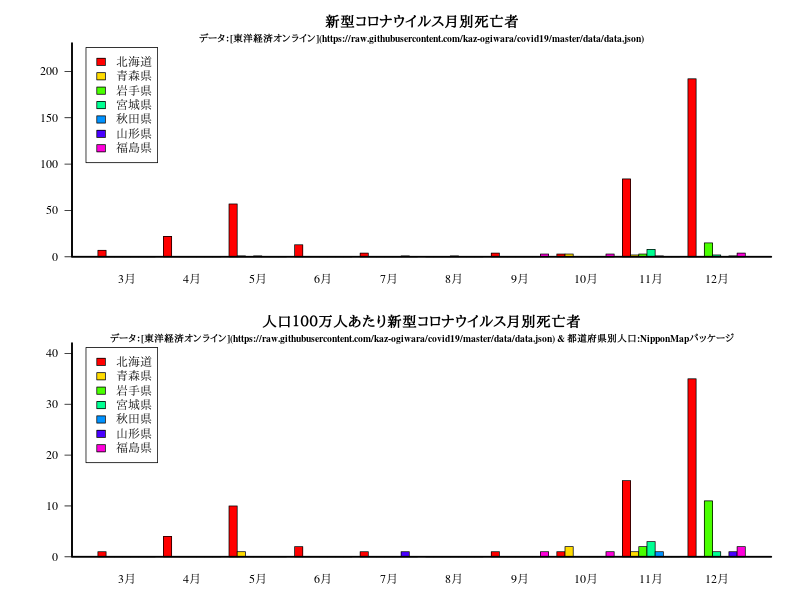 新型コロナウイルス月別死亡者
データ:[東洋経済オンライン](https://raw.githubusercontent.com/kaz-ogiwara/covid19/master/data/data.json)
北海道
青森県
岩手県
宮城県
秋田県
山形県
福島県
200
150
100
50
0
3月 4月 5月 6月 7月 8月 9月 10月 11月 12月
人口100万人あたり新型コロナウイルス月別死亡者
データ:[東洋経済オンライン](https://raw.githubusercontent.com/kaz-ogiwara/covid19/master/data/data.json) & 都道府県別人口:NipponMapパッケージ
北海道
青森県
岩手県
宮城県
秋田県
山形県
福島県
40
30
20
10
0
3月 4月 5月 6月 7月 8月 9月 10月 11月 12月